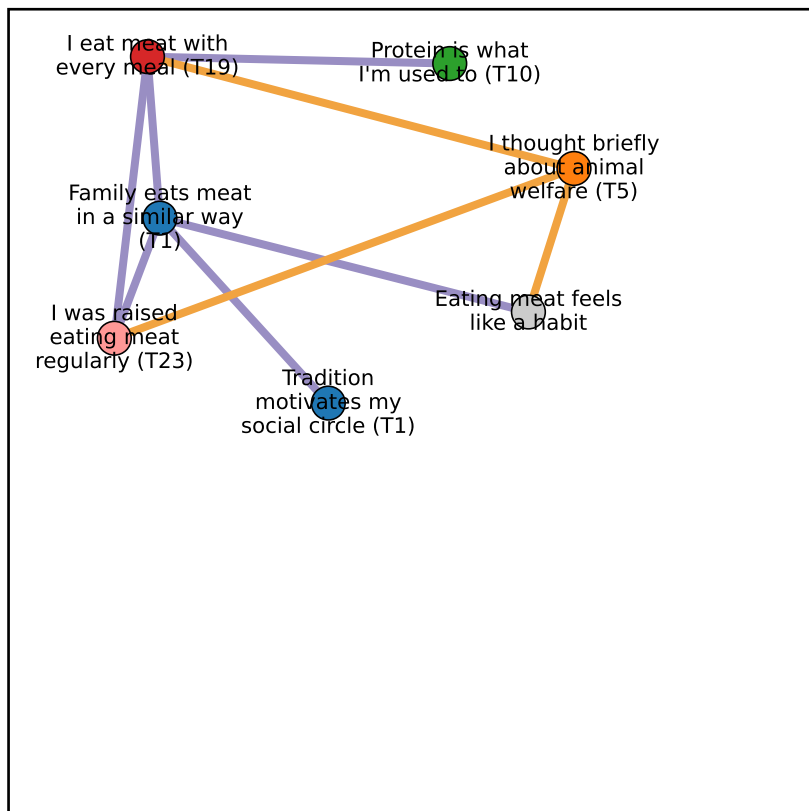 I eat meat with
every meal (T19)
Protein is what
I'm used to (T10)
I thought briefly
about animal
welfare (T5)
Family eats meat
in a similar way
(T1)
Eating meat feels
like a habit
I was raised
eating meat
regularly (T23)
Tradition
motivates my
social circle (T1)